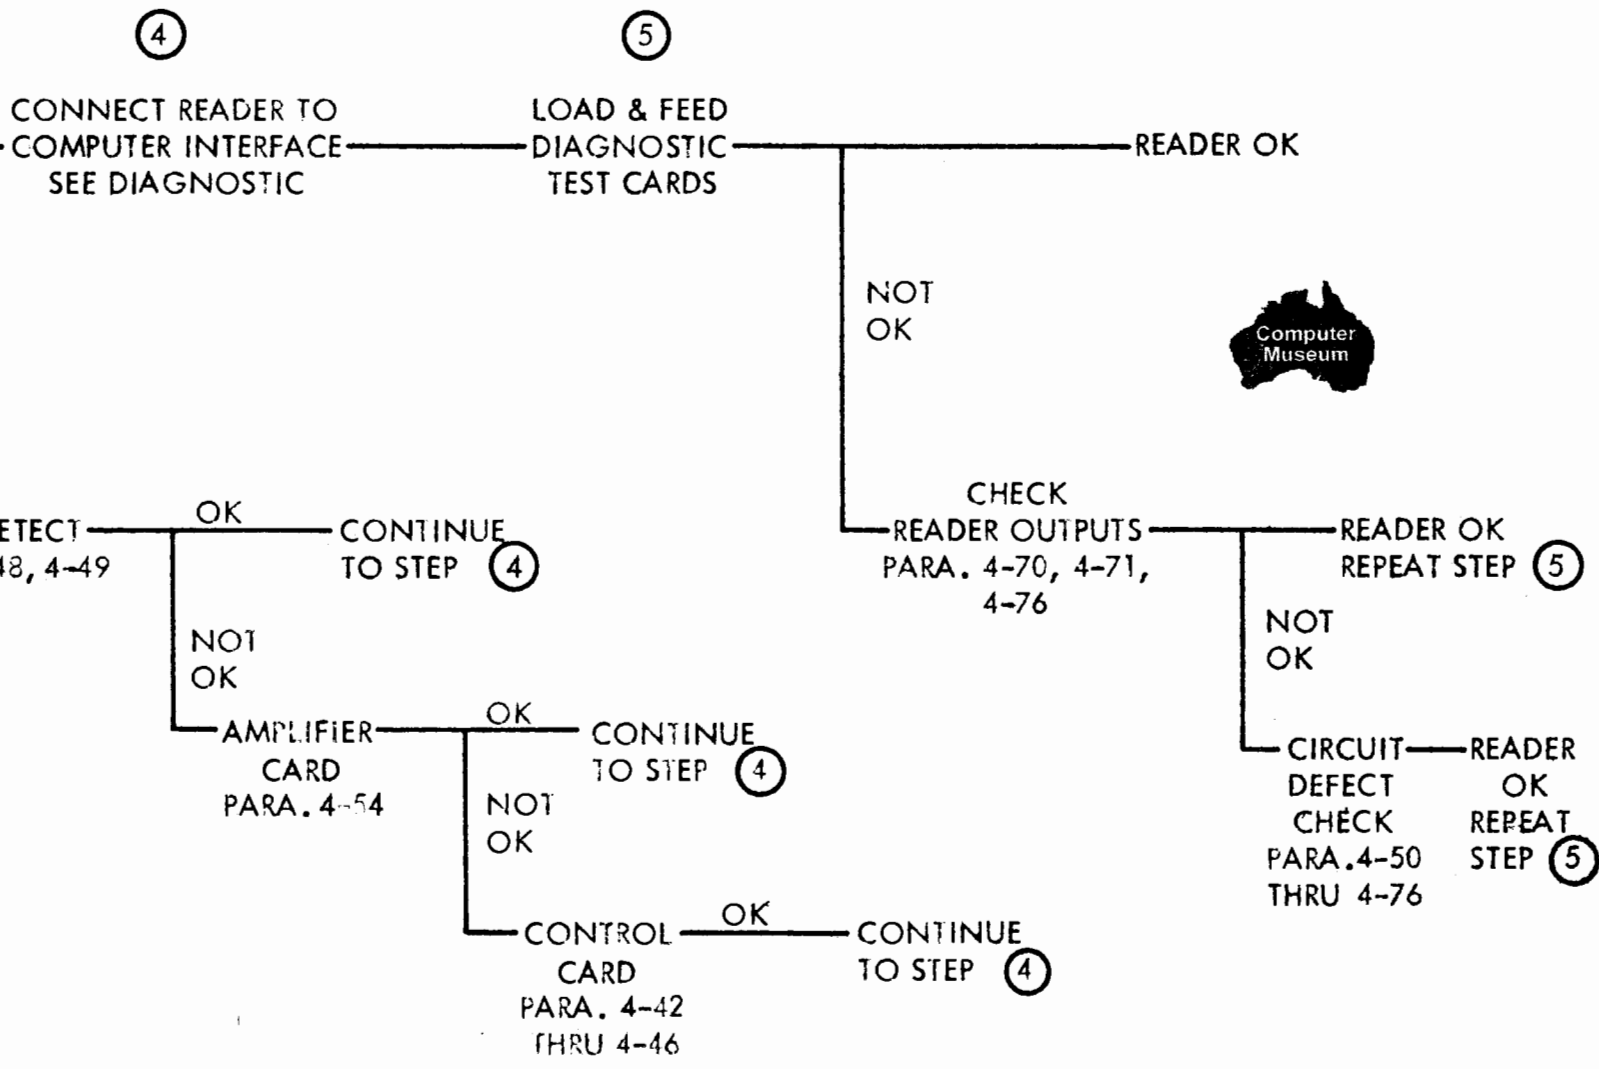 4
5
CONNECT READER TO
COMPUTER INTERFACE
SEE DIAGNOSTIC
LOAD & FEED
DIAGNOSTIC
TEST CARDS
READER OK
NOT
OK
Computer
Museum
ETECT
48, 4-49
OK
CONTINUE
TO STEP 4
CHECK
READER OUTPUTS
PARA. 4-70, 4-71,
4-76
READER OK
REPEAT STEP 5
NOT
OK
NOT
OK
AMPLIFIER
CARD
PARA. 4-54
OK
CONTINUE
TO STEP 4
CIRCUIT
DEFECT
CHECK
PARA.4-50
THRU 4-76
READER
OK
REPEAT
STEP 5
NOT
OK
CONTROL
CARD
PARA. 4-42
THRU 4-46
OK
CONTINUE
TO STEP 4